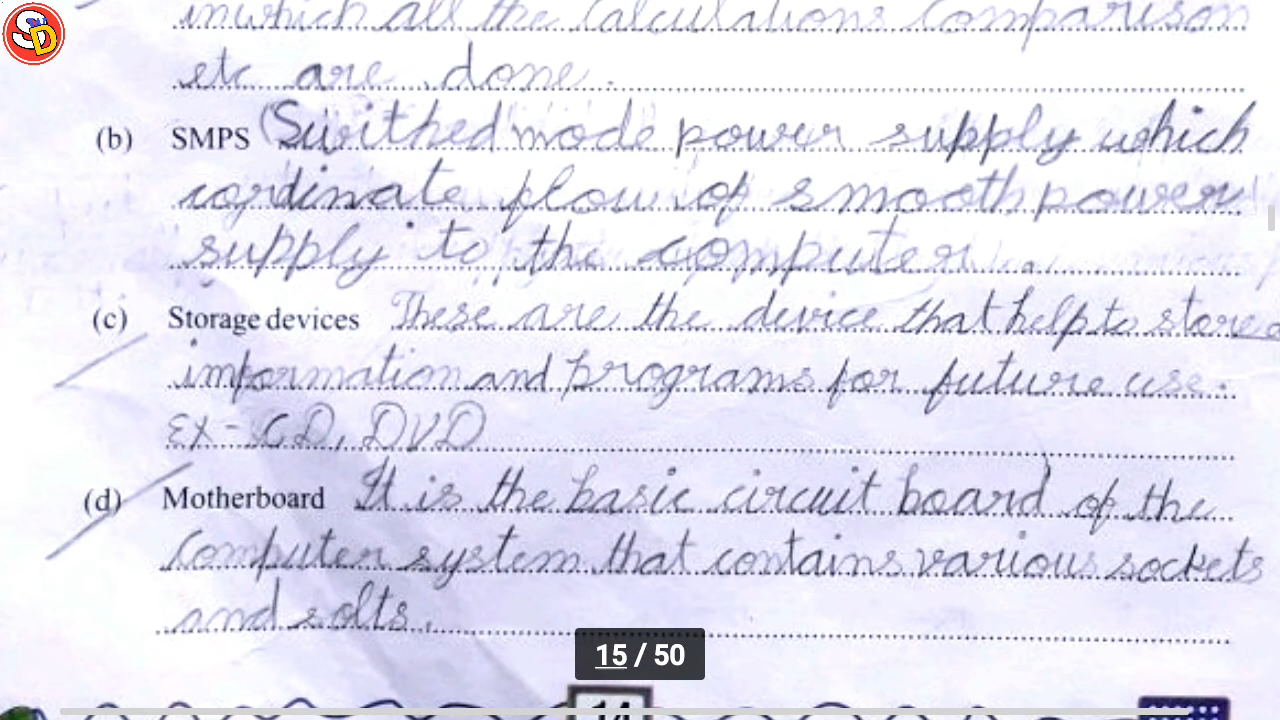 SD
inwhich all the Calculations Comparison
etc are done.
(b) SMPS (Swithed mode power supply which
cordinate flow of smooth power
supply to the computer.
(c) Storage devices These are the device that help to store
information and programs for future use.
Ex- CD, DVD
(d) Motherboard It is the basic circuit board of the
Computer system that contains various sockets
and solts.
15 / 50
14